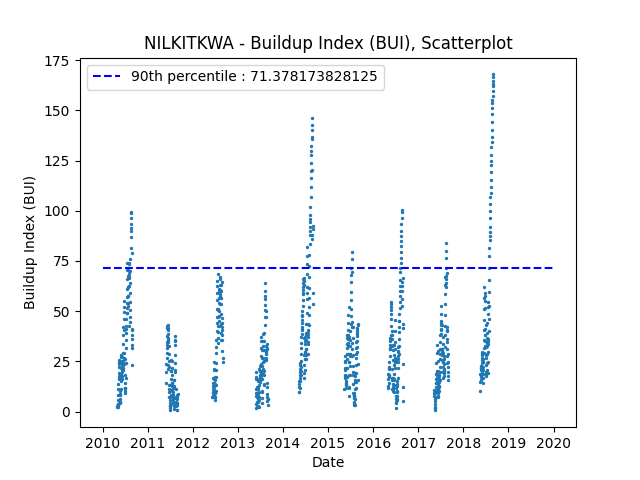 NILKITKWA - Buildup Index (BUI), Scatterplot
90th percentile : 71.378173828125
Buildup Index (BUI)
175
150
125
100
75
50
25
0
2010 2011 2012 2013 2014 2015 2016 2017 2018 2019 2020
Date